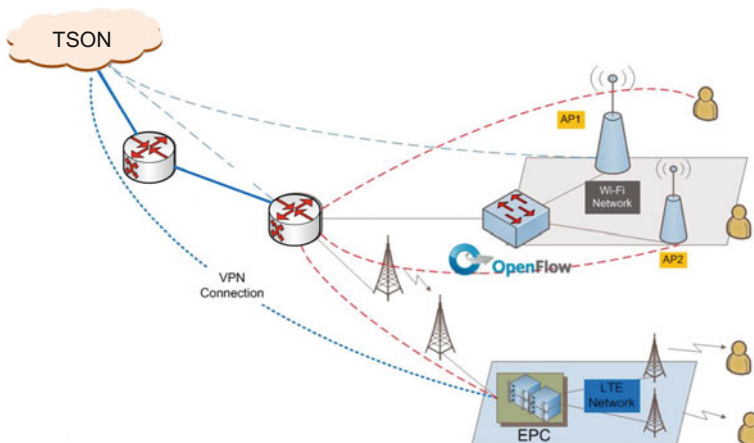 TSON
AP1
Wi-Fi
Network
OpenFlow
AP2
VPN
Connection
LTE
Network
EPC